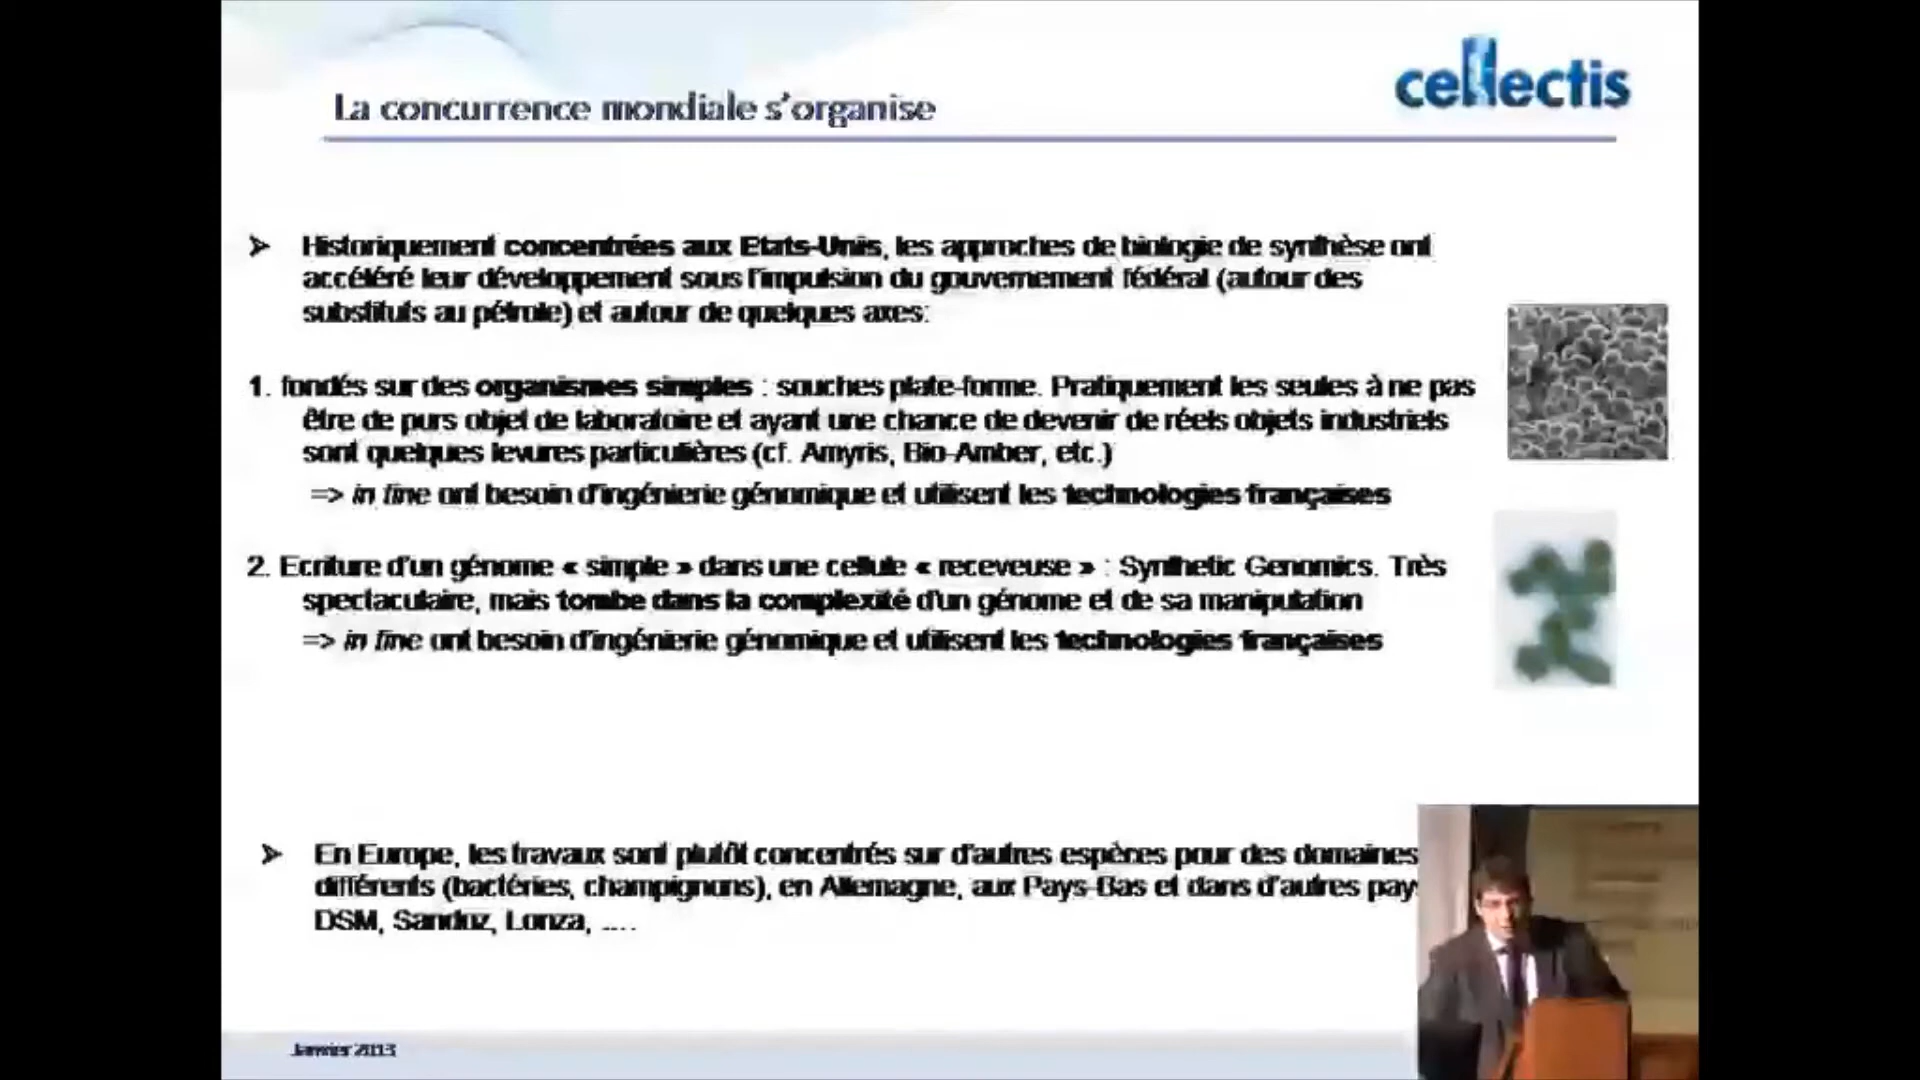 cellectis
La concurrence mondiale s'organise
➢ Historiquement concentrées aux Etats-Unis, les approches de biologie de synthèse ont
accéléré leur développement sous l'impulsion du gouvernement fédéral (autour des
substituts au pétrole) et autour de quelques axes:
1. fondés sur des organismes simples : souches plate-forme. Pratiquement les seules à ne pas
être de purs objet de laboratoire et ayant une chance de devenir de réels objets industriels
sont quelques levures particulières (cf. Amyris, Bio-Amber, etc.)
=> in fine ont besoin d'ingénierie génomique et utilisent les technologies françaises
2. Ecriture d'un génome « simple » dans une cellule « receveuse » : Synthetic Genomics. Très
spectaculaire, mais tombe dans la complexité d'un génome et de sa manipulation
=> in fine ont besoin d'ingénierie génomique et utilisent les technologies françaises
➢ En Europe, les travaux sont plutôt concentrés sur d'autres espères pour des domaines
différents (bactéries, champignons), en Allemagne, aux Pays-Bas et dans d'autres pay
DSM, Sandoz, Lonza, ....
Janvier 2013